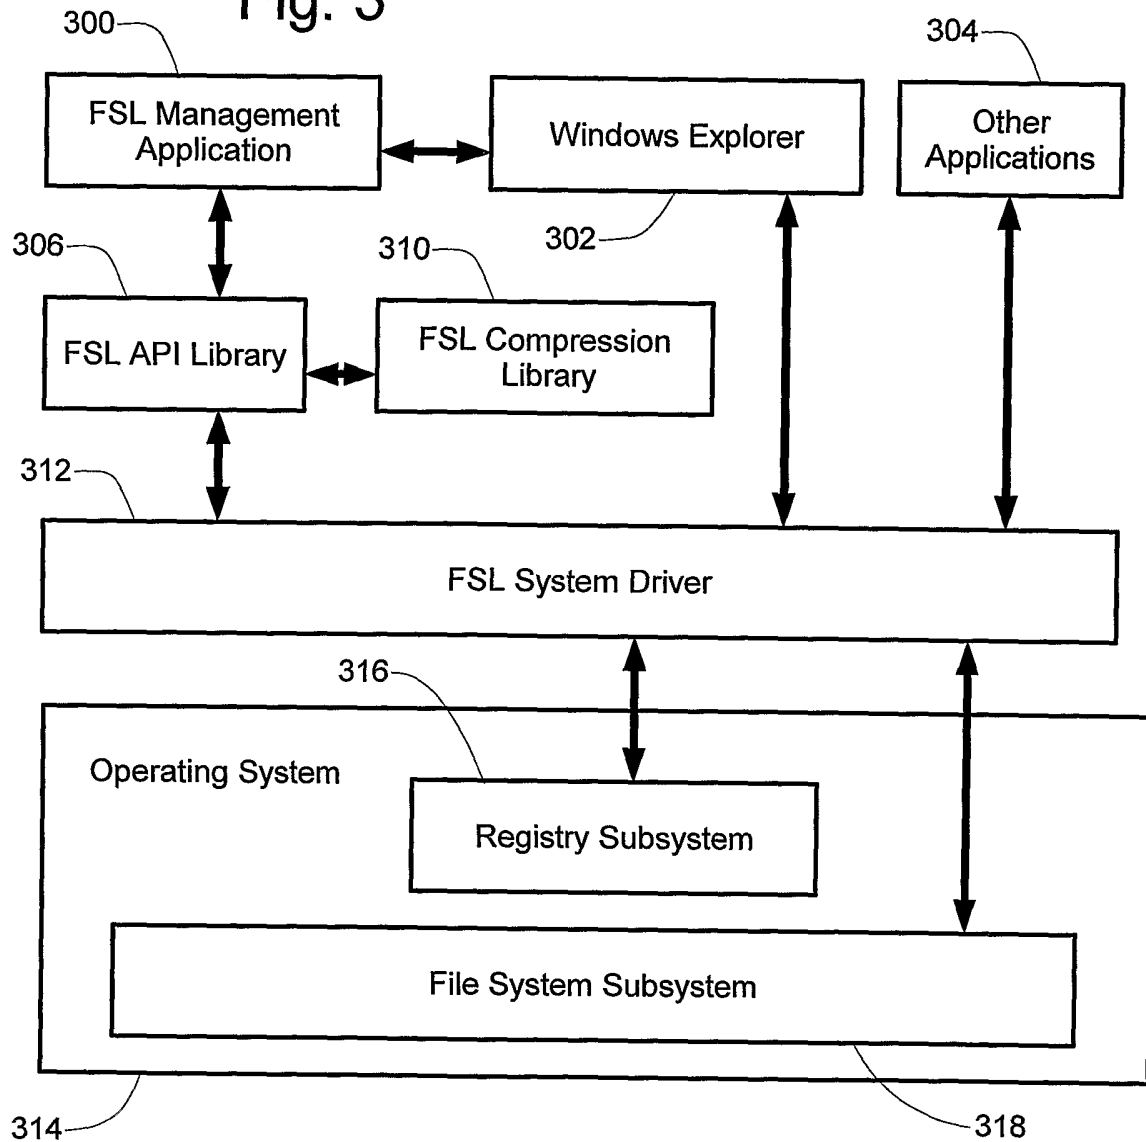 Fig. 3
300
304
FSL Management
Application
Windows Explorer
Other
Applications
302
306
310
FSL API Library
FSL Compression
Library
312
FSL System Driver
316
Operating System
Registry Subsystem
File System Subsystem
314
318